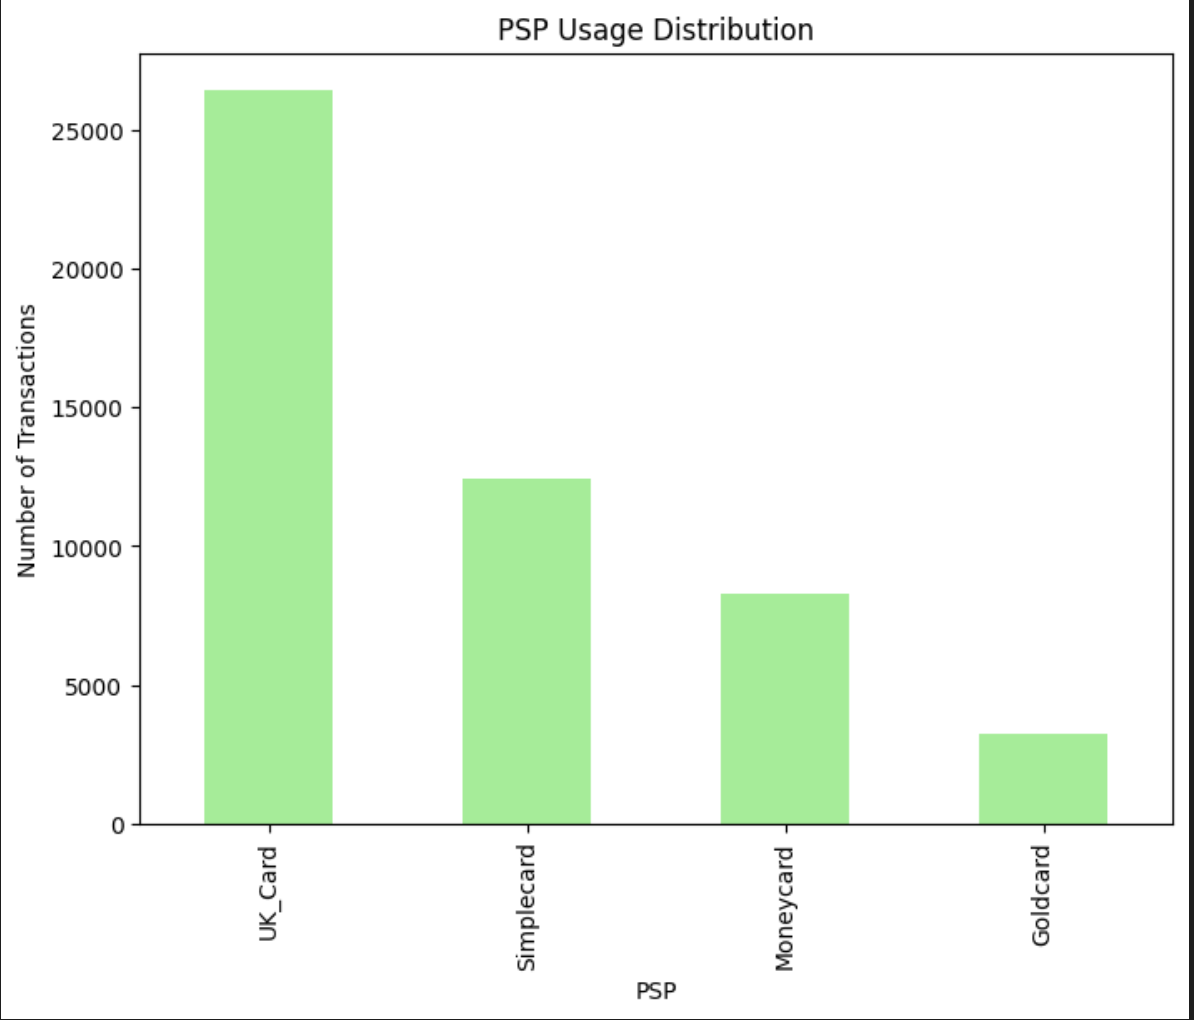 PSP Usage Distribution
25000
20000
15000
10000
5000
0
Number of Transactions
UK_Card
Simplecard
Moneycard
Goldcard
PSP